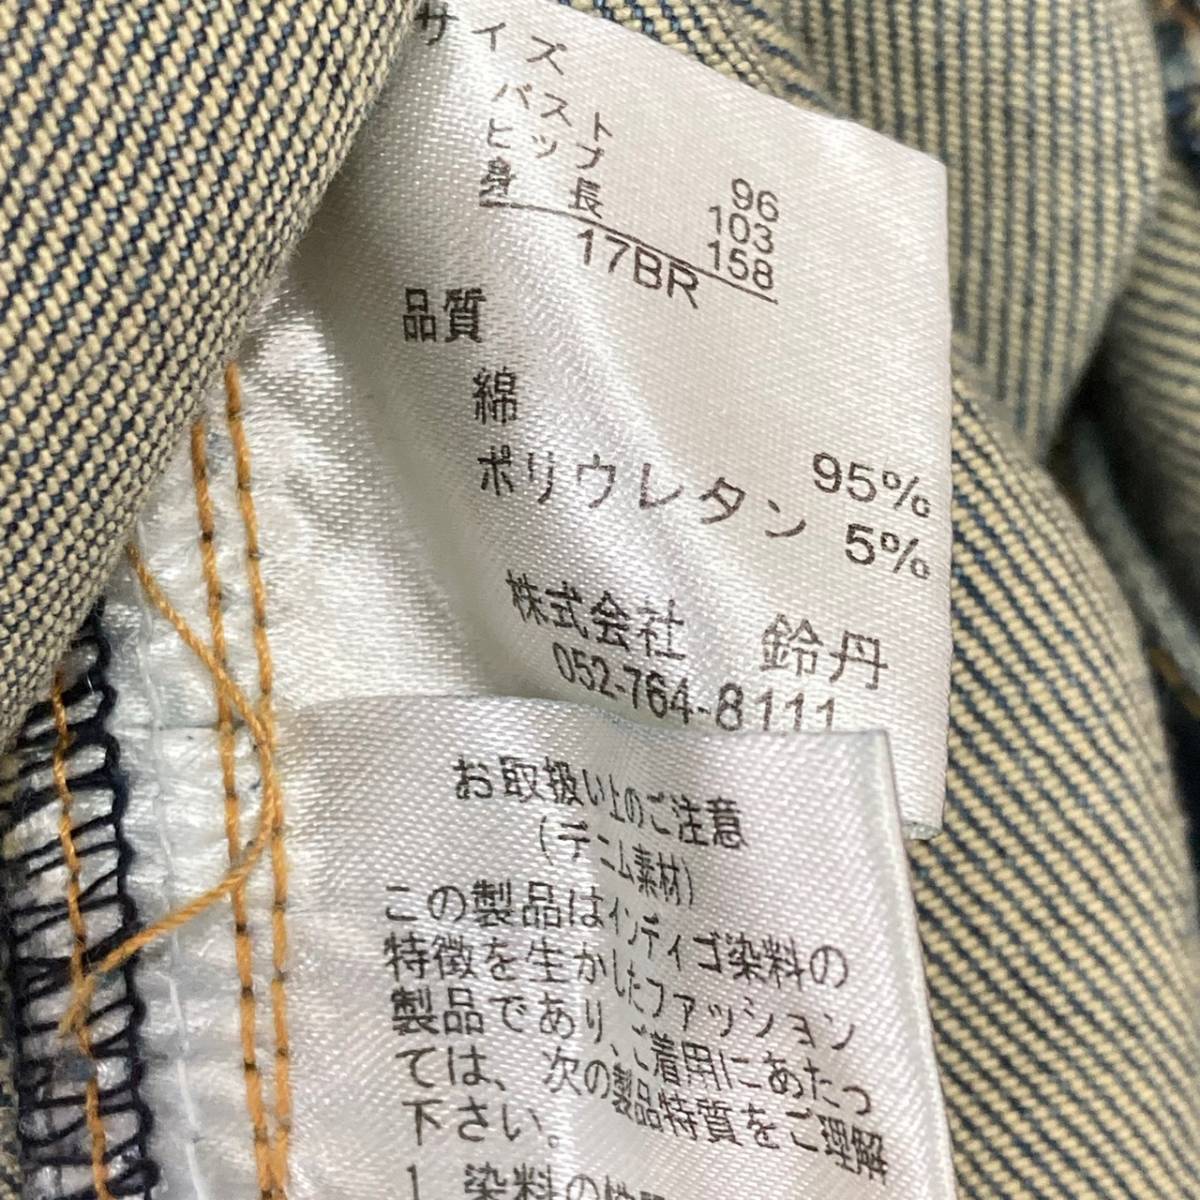 サイズ
バスト 96
ヒップ 103
身長 158
17BR
品質
綿 95%
ポリウレタン 5%
株式会社 鈴丹
052-764-8111
お取扱い上のご注意
(デニム素材)
この製品はインディゴ染料の
特徴を生かしたファッション
製品であり、ご着用にあたっ
ては、次の製品特質をご理解
下さい。
1 染料の